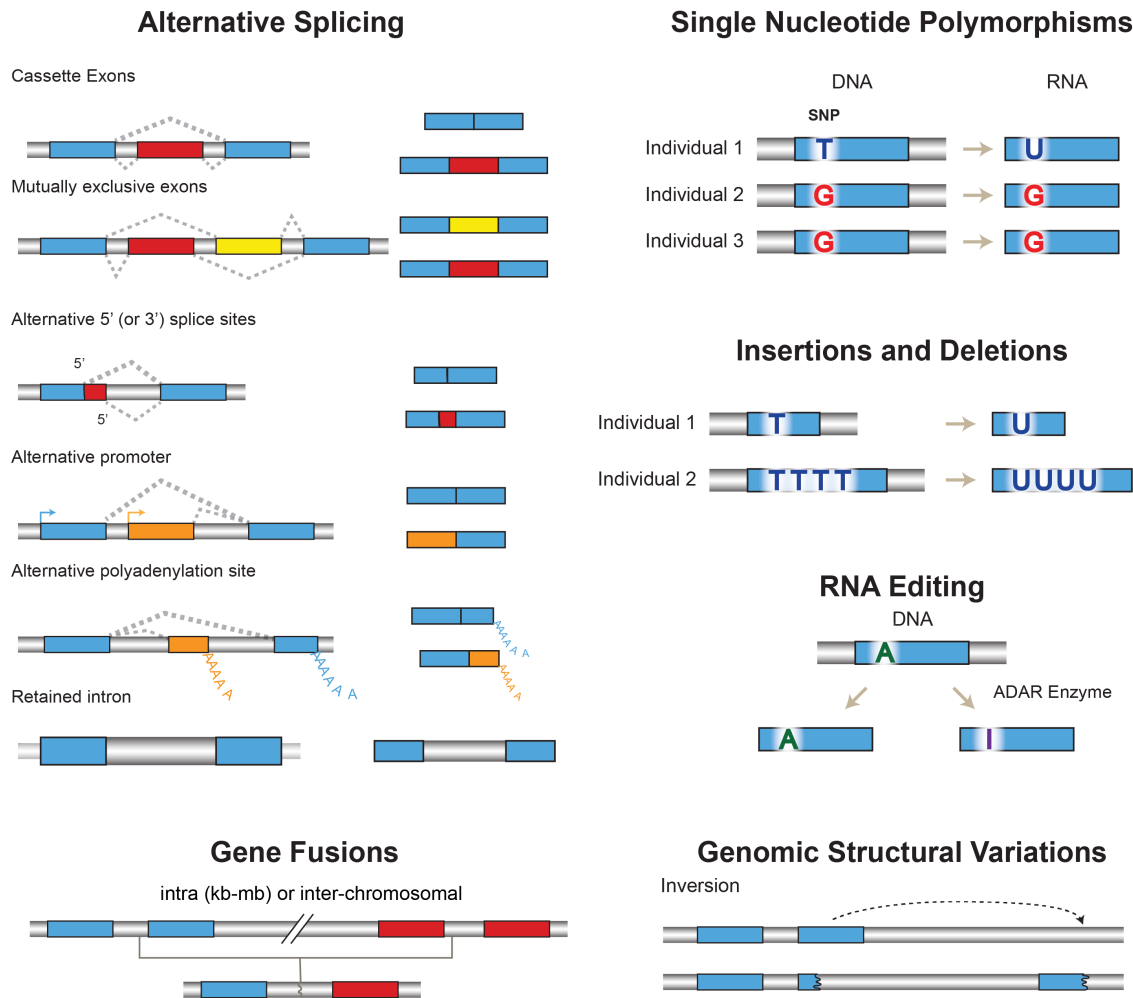 Alternative Splicing
Cassette Exons
Mutually exclusive exons
Alternative 5' (or 3') splice sites
5'
5'
Alternative promoter
Alternative polyadenylation site
AAAA A A
AAAA A
AAAA A
AAAA A A
Retained intron
Gene Fusions
intra (kb-mb) or inter-chromosomal
Single Nucleotide Polymorphisms
DNA RNA
SNP
Individual 1 T U
Individual 2 G G
Individual 3 G G
Insertions and Deletions
Individual 1 T U
Individual 2 TTTT UUUU
RNA Editing
DNA
A
ADAR Enzyme
A I
Genomic Structural Variations
Inversion